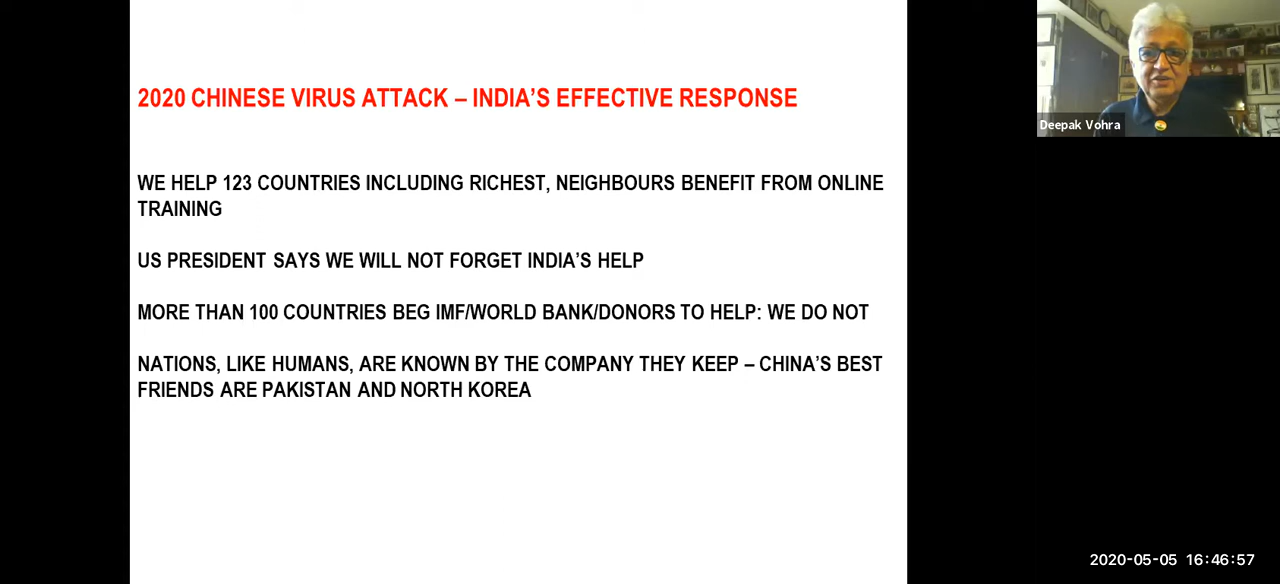 2020 CHINESE VIRUS ATTACK – INDIA’S EFFECTIVE RESPONSE
WE HELP 123 COUNTRIES INCLUDING RICHEST, NEIGHBOURS BENEFIT FROM ONLINE
TRAINING
US PRESIDENT SAYS WE WILL NOT FORGET INDIA’S HELP
MORE THAN 100 COUNTRIES BEG IMF/WORLD BANK/DONORS TO HELP: WE DO NOT
NATIONS, LIKE HUMANS, ARE KNOWN BY THE COMPANY THEY KEEP – CHINA’S BEST
FRIENDS ARE PAKISTAN AND NORTH KOREA
Deepak Vohra
2020-05-05 16:46:57